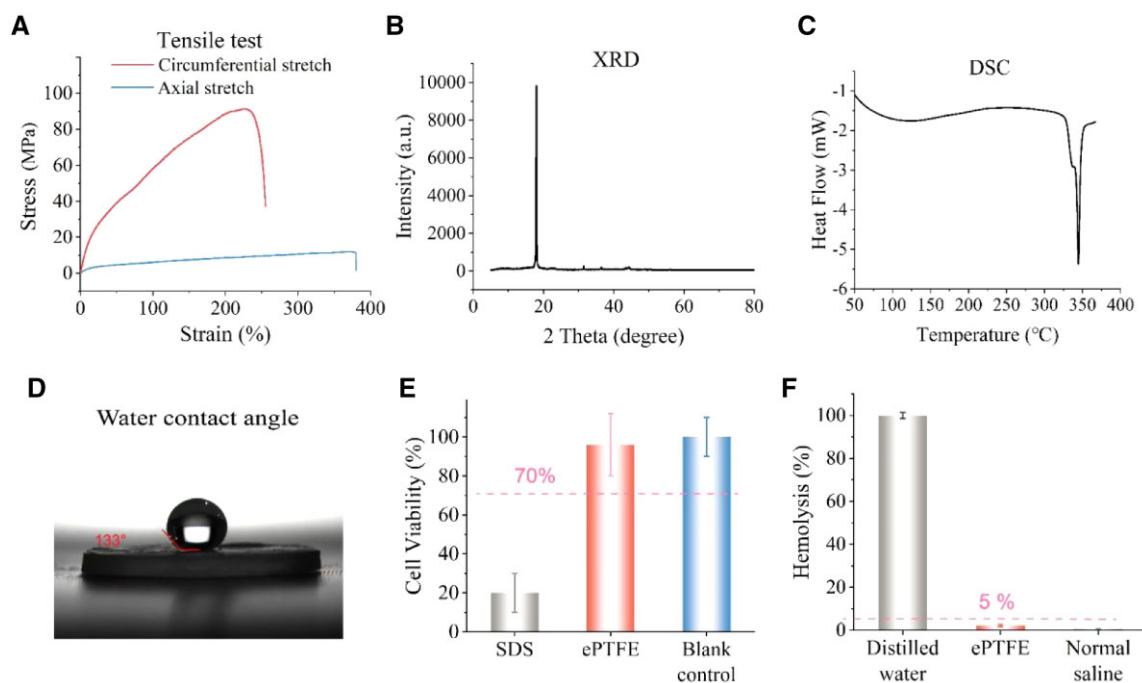 A
Tensile test
Circumferential stretch
Axial stretch
Stress (MPa)
100
80
60
40
20
0
0
100
200
300
400
Strain (%)
B
XRD
Intensity (a.u.)
10000
8000
6000
4000
2000
0
0
20
40
60
80
2 Theta (degree)
C
DSC
Heat Flow (mW)
-1
-2
-3
-4
-5
-6
50
100
150
200
250
300
350
400
Temperature (°C)
D
Water contact angle
133°
E
Cell Viability (%)
100
80
60
40
20
0
70%
SDS
ePTFE
Blank
control
F
Hemolysis (%)
100
80
60
40
20
0
5 %
Distilled
water
ePTFE
Normal
saline